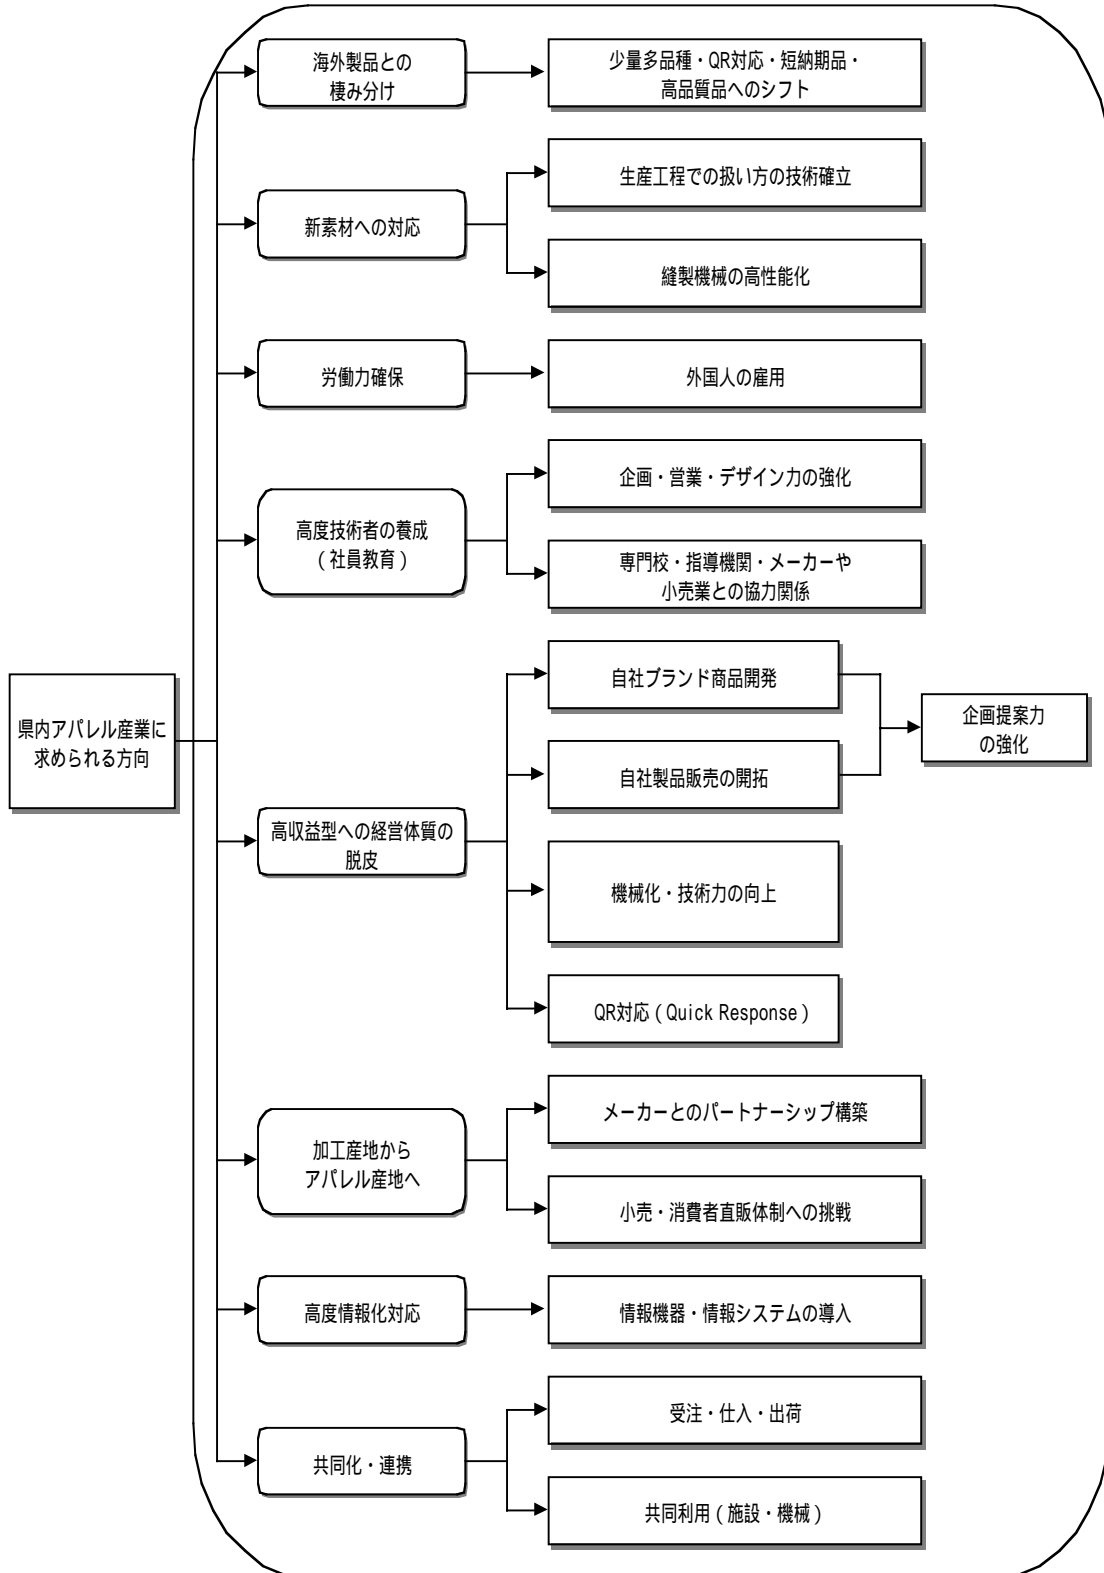 海外製品との
棲み分け
少量多品種・QR対応・短納期品・
高品質品へのシフト
新素材への対応
生産工程での扱い方の技術確立
縫製機械の高性能化
労働力確保
外国人の雇用
高度技術者の養成
（社員教育）
企画・営業・デザイン力の強化
専門校・指導機関・メーカーや
小売業との協力関係
県内アパレル産業に
求められる方向
高収益型への経営体質の
脱皮
自社ブランド商品開発
自社製品販売の開拓
企画提案力
の強化
機械化・技術力の向上
QR対応（Quick Response）
加工産地から
アパレル産地へ
メーカーとのパートナーシップ構築
小売・消費者直販体制への挑戦
高度情報化対応
情報機器・情報システムの導入
共同化・連携
受注・仕入・出荷
共同利用（施設・機械）